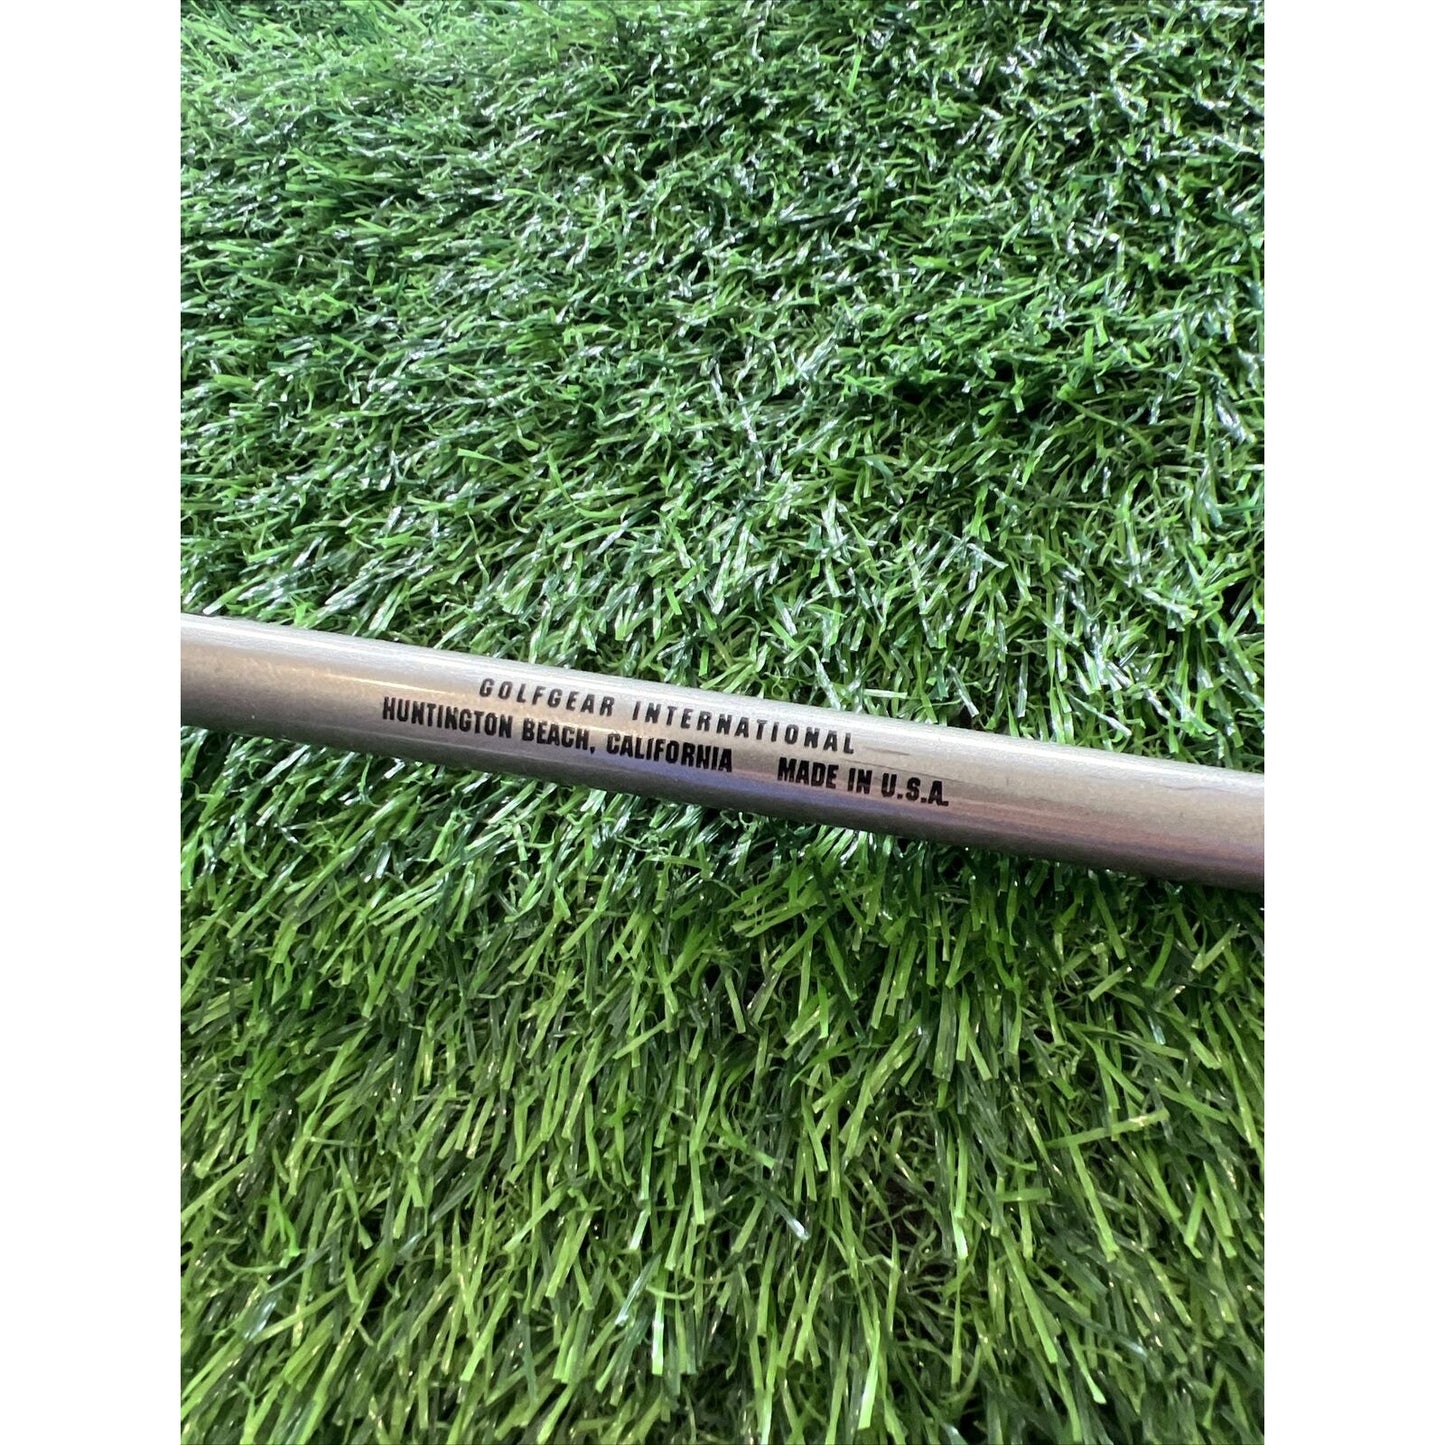 GOLFGEAR INTERNATIONAL
HUNTINGTON BEACH, CALIFORNIA MADE IN U.S.A.